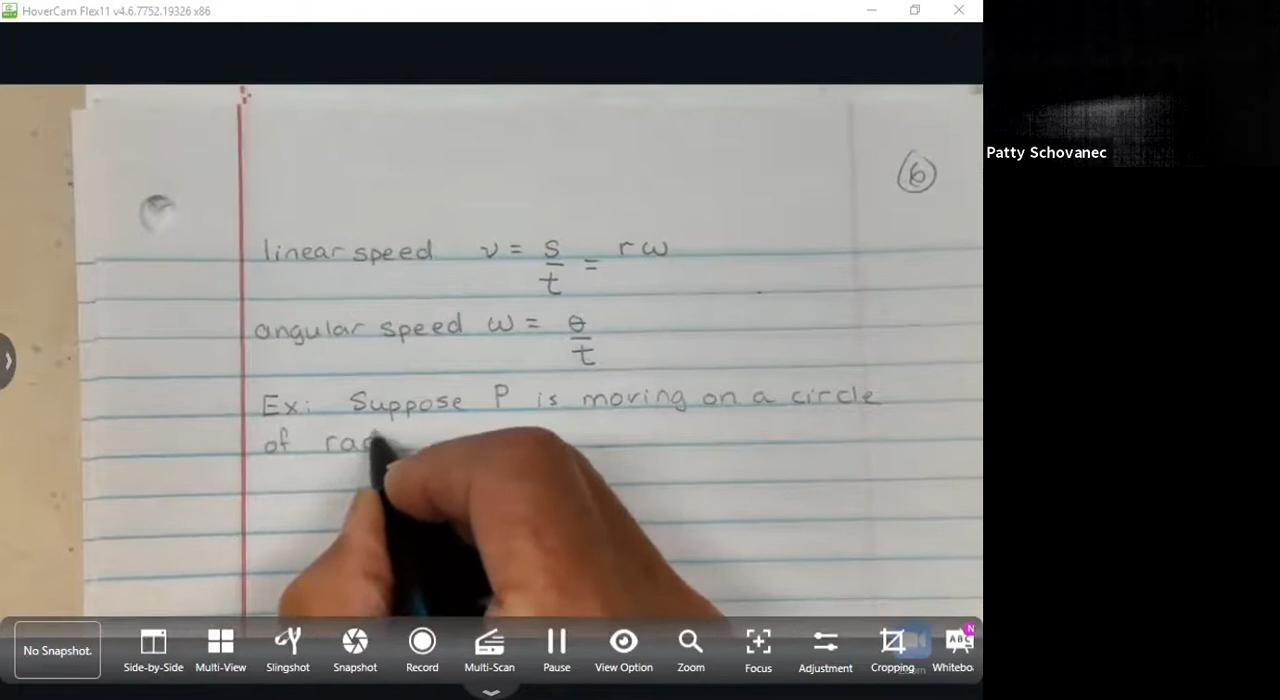 HoverCam Flex11 v4.6.7752.19326 x86
Patty Schovanec
6
linear speed v = s/t = rω
angular speed ω = θ/t
Ex: Suppose P is moving on a circle
of
No Snapshot.
Side-by-Side Multi-View Slingshot Snapshot Record Multi-Scan Pause View Option Zoom Focus Adjustment Cropping
ABC
N